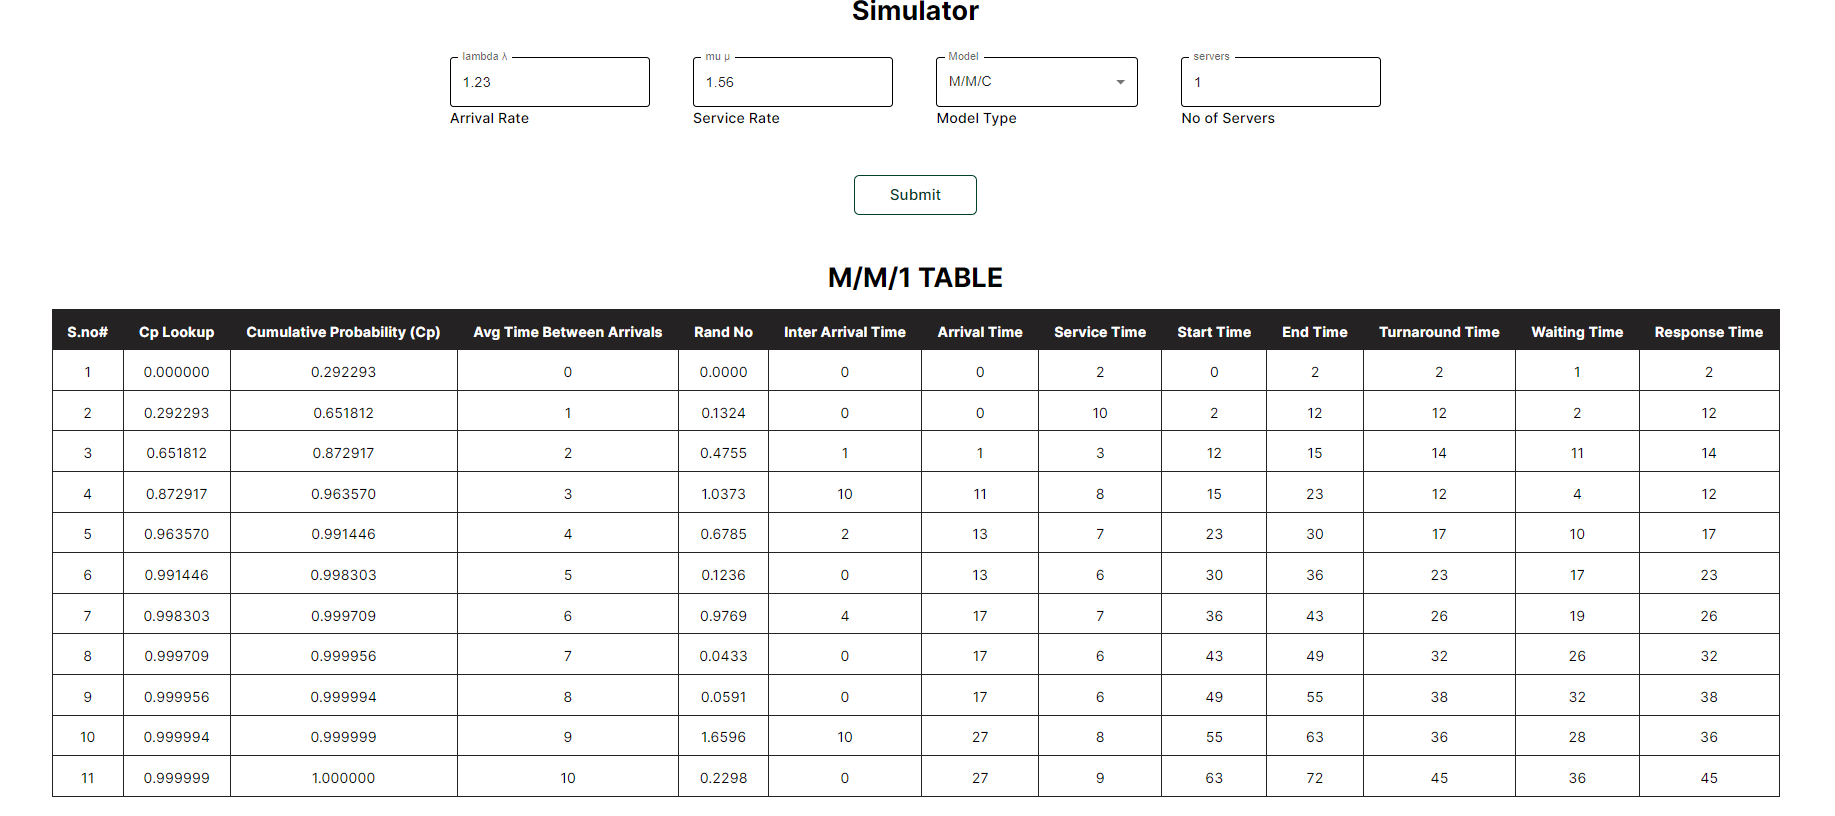 Simulator
lambda λ mu μ Model servers
1.23 1.56 M/M/C 1
Arrival Rate Service Rate Model Type No of Servers
Submit
M/M/1 TABLE
S.no# Cp Lookup Cumulative Probability (Cp) Avg Time Between Arrivals Rand No Inter Arrival Time Arrival Time Service Time Start Time End Time Turnaround Time Waiting Time Response Time
1 0.000000 0.292293 0 0.0000 0 0 2 0 2 2 1 2
2 0.292293 0.651812 1 0.1324 0 0 10 2 12 12 2 12
3 0.651812 0.872917 2 0.4755 1 1 3 12 15 14 11 14
4 0.872917 0.963570 3 1.0373 10 11 8 15 23 12 4 12
5 0.963570 0.991446 4 0.6785 2 13 7 23 30 17 10 17
6 0.991446 0.998303 5 0.1236 0 13 6 30 36 23 17 23
7 0.998303 0.999709 6 0.9769 4 17 7 36 43 26 19 26
8 0.999709 0.999956 7 0.0433 0 17 6 43 49 32 26 32
9 0.999956 0.999994 8 0.0591 0 17 6 49 55 38 32 38
10 0.999994 0.999999 9 1.6596 10 27 8 55 63 36 28 36
11 0.999999 1.000000 10 0.2298 0 27 9 63 72 45 36 45